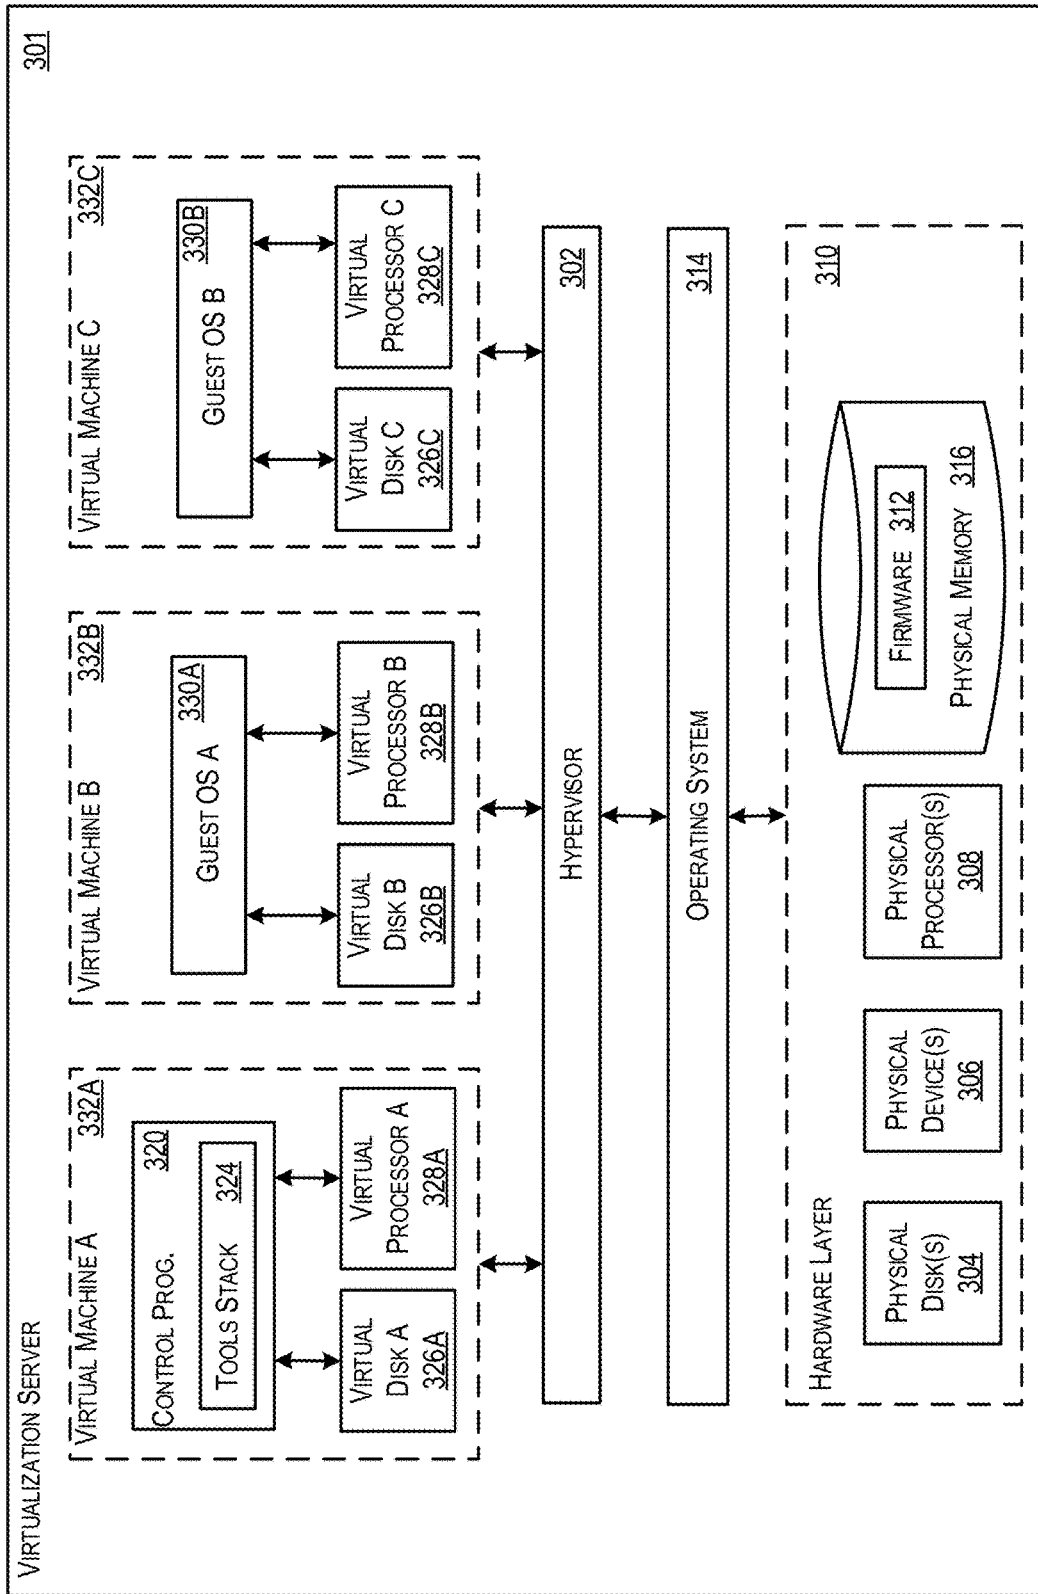 VIRTUALIZATION SERVER
301
VIRTUAL MACHINE A
332A
CONTROL PROG.
320
TOOLS STACK 324
VIRTUAL
DISK A
326A
VIRTUAL
PROCESSOR A
328A
VIRTUAL MACHINE B
332B
GUEST OS A
330A
VIRTUAL
DISK B
326B
VIRTUAL
PROCESSOR B
328B
VIRTUAL MACHINE C
332C
GUEST OS B
330B
VIRTUAL
DISK C
326C
VIRTUAL
PROCESSOR C
328C
HYPERVISOR
302
OPERATING SYSTEM
314
HARDWARE LAYER
310
PHYSICAL
DISK(S)
304
PHYSICAL
DEVICE(S)
306
PHYSICAL
PROCESSOR(S)
308
FIRMWARE 312
PHYSICAL MEMORY 316